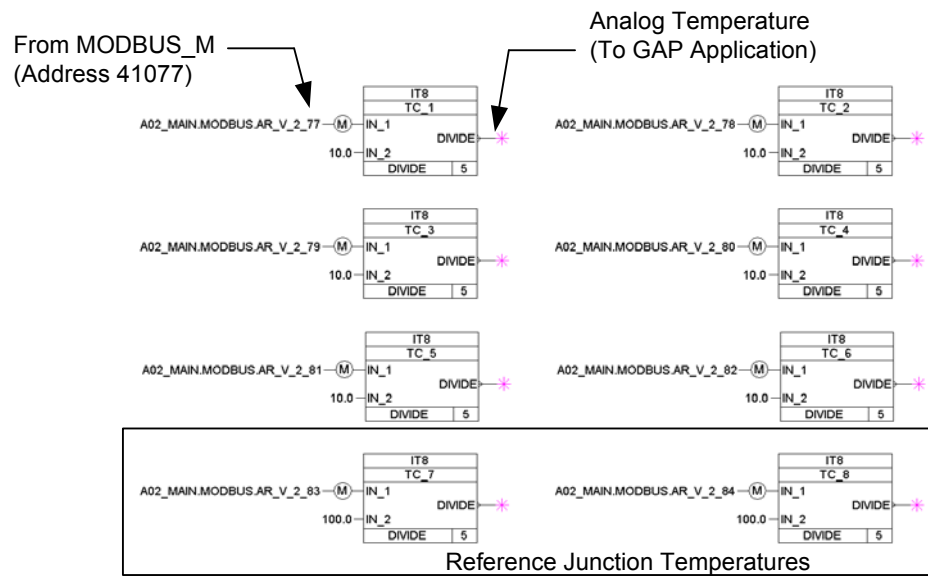 From MODBUS_M
(Address 41077)
Analog Temperature
(To GAP Application)
IT8
TC_1
A02_MAIN.MODBUS.AR_V_2_77 M IN_1
DIVIDE
10.0 IN_2
DIVIDE 5
IT8
TC_2
A02_MAIN.MODBUS.AR_V_2_78 M IN_1
DIVIDE
10.0 IN_2
DIVIDE 5
IT8
TC_3
A02_MAIN.MODBUS.AR_V_2_79 M IN_1
DIVIDE
10.0 IN_2
DIVIDE 5
IT8
TC_4
A02_MAIN.MODBUS.AR_V_2_80 M IN_1
DIVIDE
10.0 IN_2
DIVIDE 5
IT8
TC_5
A02_MAIN.MODBUS.AR_V_2_81 M IN_1
DIVIDE
10.0 IN_2
DIVIDE 5
IT8
TC_6
A02_MAIN.MODBUS.AR_V_2_82 M IN_1
DIVIDE
10.0 IN_2
DIVIDE 5
IT8
TC_7
A02_MAIN.MODBUS.AR_V_2_83 M IN_1
DIVIDE
100.0 IN_2
DIVIDE 5
IT8
TC_8
A02_MAIN.MODBUS.AR_V_2_84 M IN_1
DIVIDE
100.0 IN_2
DIVIDE 5
Reference Junction Temperatures